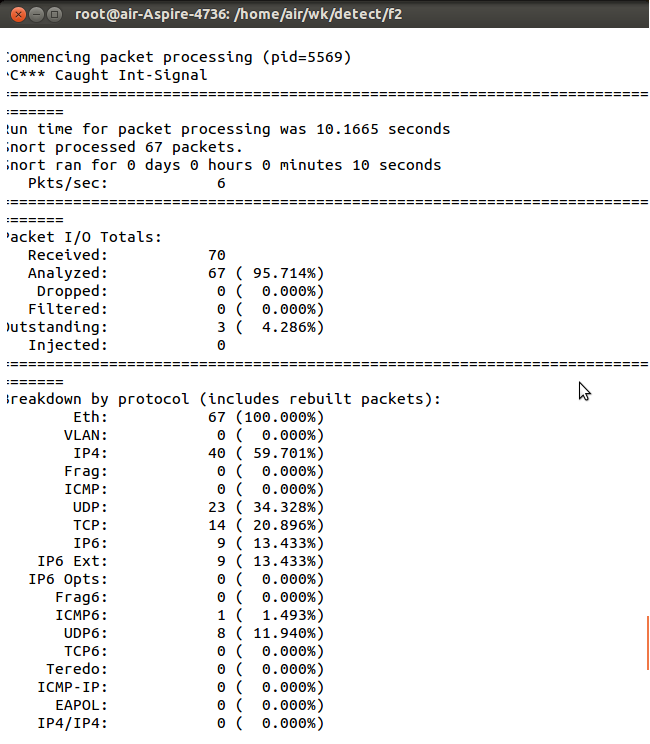 root@air-Aspire-4736: /home/air/wk/detect/f2
Commencing packet processing (pid=5569)
^C*** Caught Int-Signal
===============================================================================
Run time for packet processing was 10.1665 seconds
Snort processed 67 packets.
Snort ran for 0 days 0 hours 0 minutes 10 seconds
   Pkts/sec:            6
===============================================================================
Packet I/O Totals:
   Received:           70
   Analyzed:           67 ( 95.714%)
    Dropped:            0 (  0.000%)
   Filtered:            0 (  0.000%)
Outstanding:            3 (  4.286%)
   Injected:            0
===============================================================================
Breakdown by protocol (includes rebuilt packets):
        Eth:           67 (100.000%)
       VLAN:            0 (  0.000%)
        IP4:           40 ( 59.701%)
       Frag:            0 (  0.000%)
       ICMP:            0 (  0.000%)
        UDP:           23 ( 34.328%)
        TCP:           14 ( 20.896%)
        IP6:            9 ( 13.433%)
    IP6 Ext:            9 ( 13.433%)
   IP6 Opts:            0 (  0.000%)
      Frag6:            0 (  0.000%)
      ICMP6:            1 (  1.493%)
       UDP6:            8 ( 11.940%)
       TCP6:            0 (  0.000%)
     Teredo:            0 (  0.000%)
    ICMP-IP:            0 (  0.000%)
      EAPOL:            0 (  0.000%)
    IP4/IP4:            0 (  0.000%)